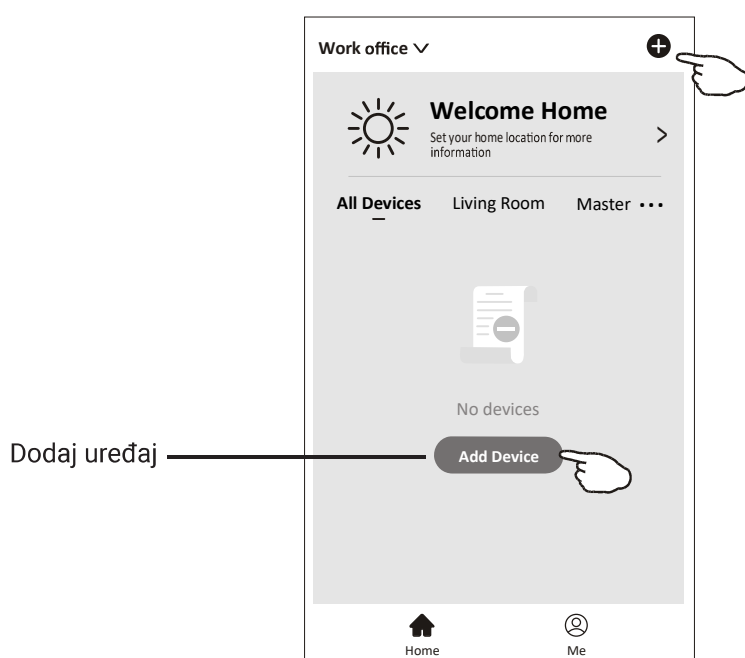 Work office
Welcome Home
Set your home location for more
information
All Devices Living Room Master
No devices
Dodaj uređaj
Add Device
Home Me